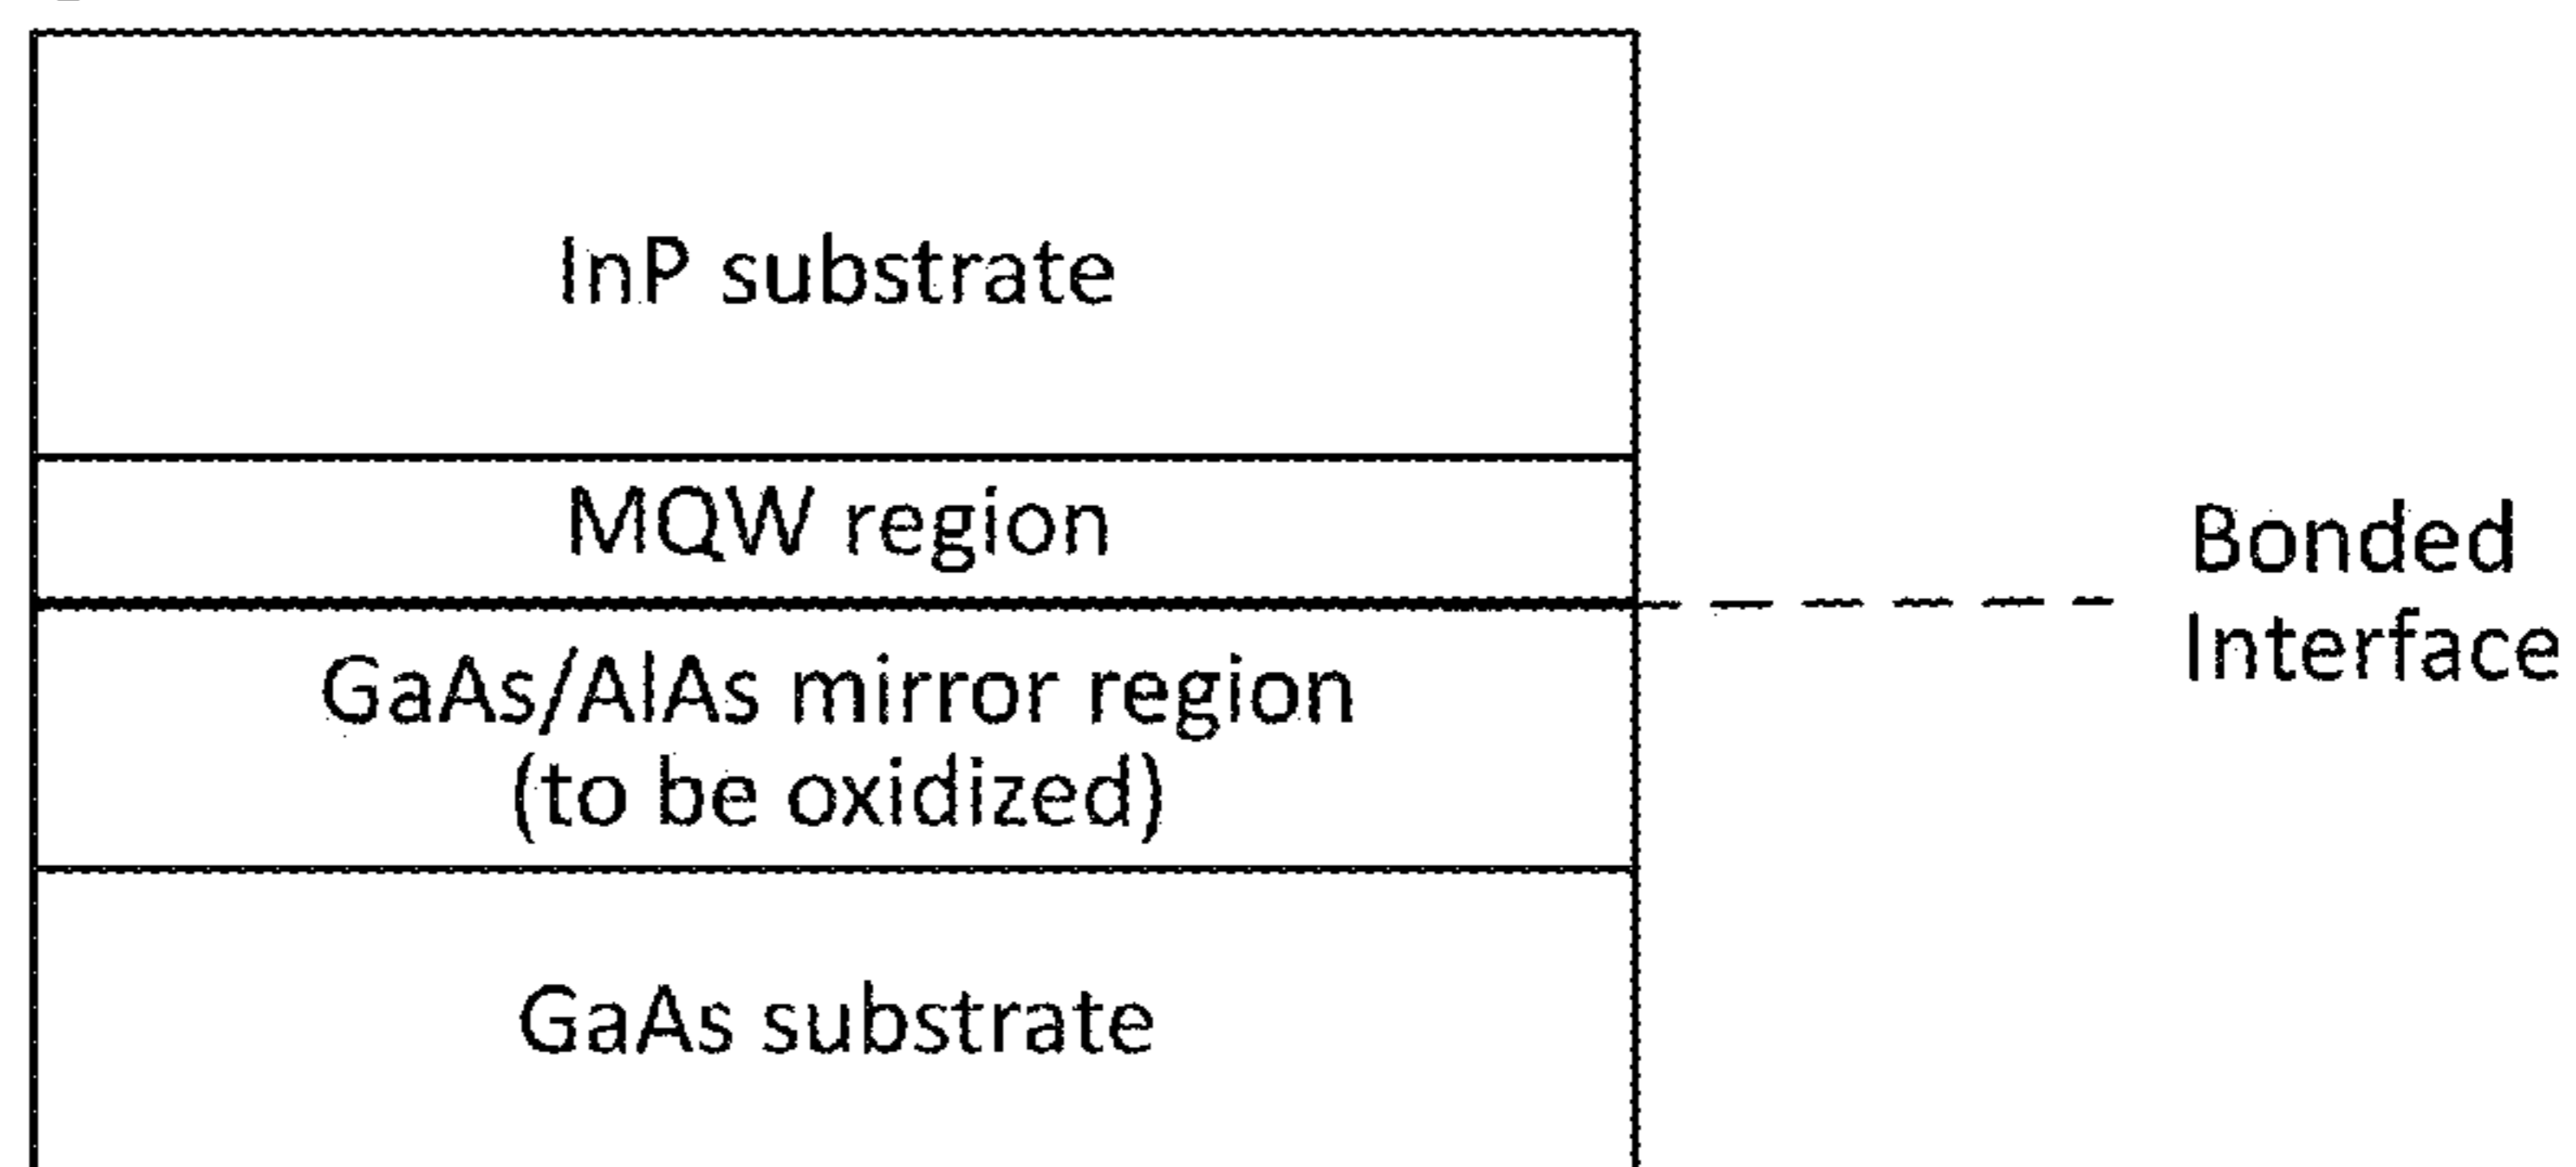 InP substrate
MQW region
Bonded
Interface
GaAs/AlAs mirror region
(to be oxidized)
GaAs substrate